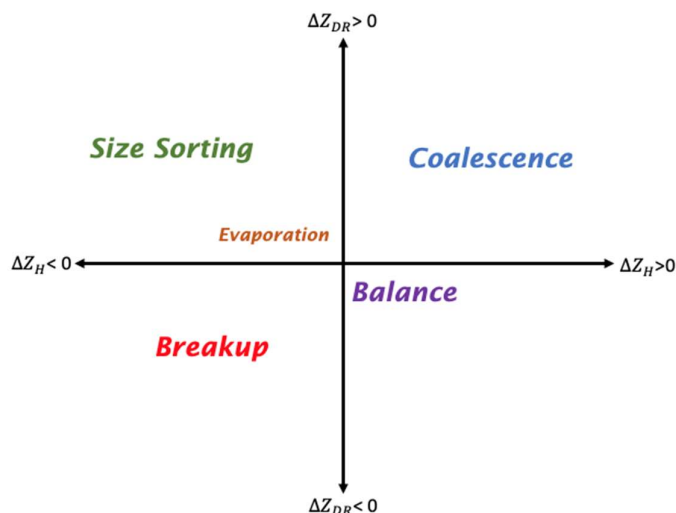 ΔZ_DR > 0
Size Sorting
Coalescence
Evaporation
ΔZ_H < 0
ΔZ_H >0
Balance
Breakup
ΔZ_DR < 0